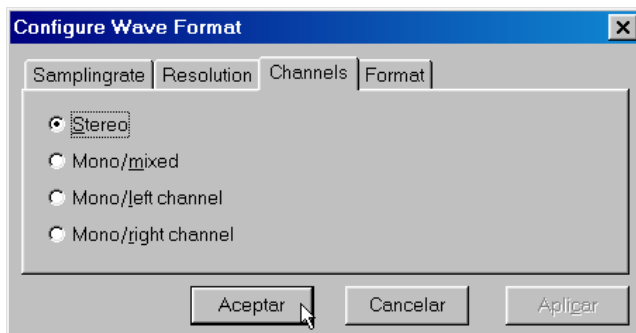 Configure Wave Format
Samplingrate Resolution Channels Format
Stereo
Mono/mixed
Mono/left channel
Mono/right channel
Aceptar Cancelar Aplicar